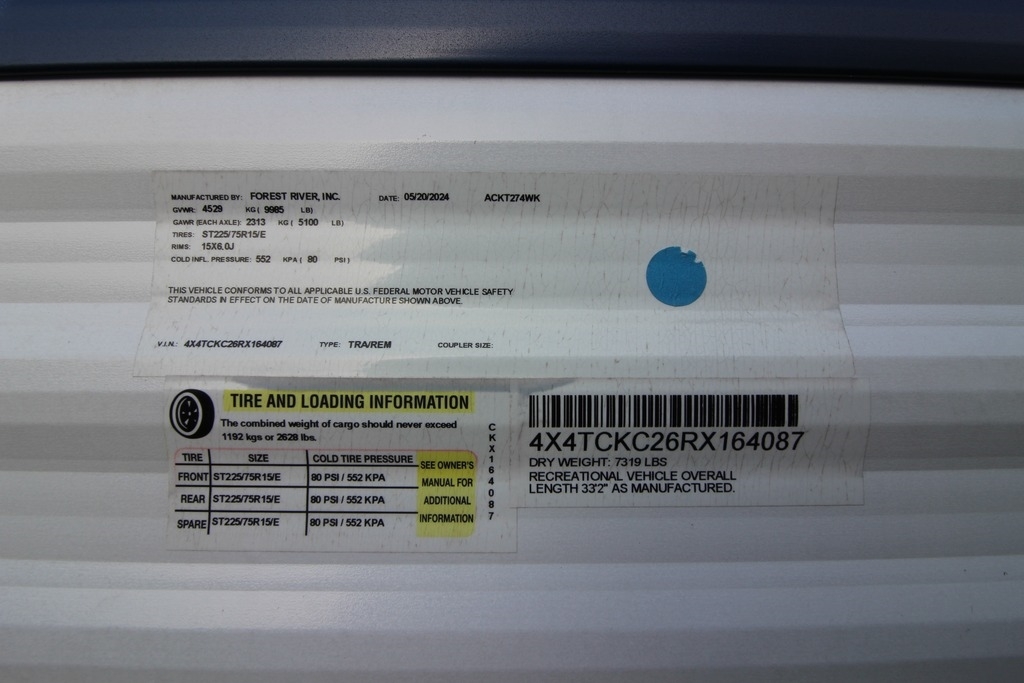 MANUFACTURED BY: FOREST RIVER, INC. DATE: 05/20/2024 ACKT274WK
GVWR: 4529 KG ( 9985 LB)
GAWR (EACH AXLE): 2313 KG ( 5100 LB)
TIRES: ST225/75R15/E
RIMS: 15X6.0J
COLD INFL. PRESSURE: 552 KPA ( 80 PSI)
THIS VEHICLE CONFORMS TO ALL APPLICABLE U.S. FEDERAL MOTOR VEHICLE SAFETY
STANDARDS IN EFFECT ON THE DATE OF MANUFACTURE SHOWN ABOVE.
V.I.N.: 4X4TCKC26RX164087 TYPE: TRA/REM COUPLER SIZE:
TIRE AND LOADING INFORMATION
The combined weight of cargo should never exceed
1192 kgs or 2628 lbs.
TIRE SIZE COLD TIRE PRESSURE
FRONT ST225/75R15/E 80 PSI / 552 KPA
REAR ST225/75R15/E 80 PSI / 552 KPA
SPARE ST225/75R15/E 80 PSI / 552 KPA
SEE OWNER'S
MANUAL FOR
ADDITIONAL
INFORMATION
CKX164087
4X4TCKC26RX164087
DRY WEIGHT: 7319 LBS
RECREATIONAL VEHICLE OVERALL
LENGTH 33'2" AS MANUFACTURED.